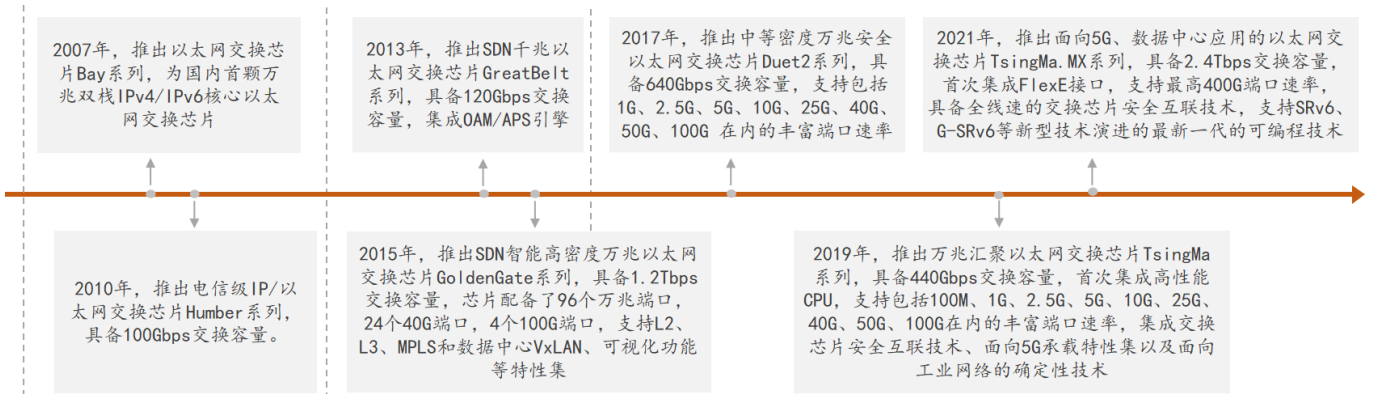 2007年，推出以太网交换芯
片Bay系列，为国内首颗万
兆双栈IPv4/IPv6核心以太
网交换芯片
2010年，推出电信级IP/以
太网交换芯片Humber系列，
具备100Gbps交换容量。
2013年，推出SDN千兆以
太网交换芯片GreatBelt
系列，具备120Gbps交换
容量，集成OAM/APS引擎
2015年，推出SDN智能高密度万兆以太网
交换芯片GoldenGate系列，具备1.2Tbps
交换容量，芯片配备了96个万兆端口，
24个40G端口，4个100G端口，支持L2、
L3、MPLS和数据中心VxLAN、可视化功能
等特性集
2017年，推出中等密度万兆安全
以太网交换芯片Duet2系列，具
备640Gbps交换容量，支持包括
1G、2.5G、5G、10G、25G、40G、
50G、100G 在内的丰富端口速率
2019年，推出万兆汇聚以太网交换芯片TsingMa
系列，具备440Gbps交换容量，首次集成高性能
CPU，支持包括100M、1G、2.5G、5G、10G、25G、
40G、50G、100G在内的丰富端口速率，集成交换
芯片安全互联技术、面向5G承载特性集以及面向
工业网络的确定性技术
2021年，推出面向5G、数据中心应用的以太网交
换芯片TsingMa.MX系列，具备2.4Tbps交换容量，
首次集成FlexE接口，支持最高400G端口速率，
具备全线速的交换芯片安全互联技术，支持SRv6、
G-SRv6等新型技术演进的最新一代的可编程技术